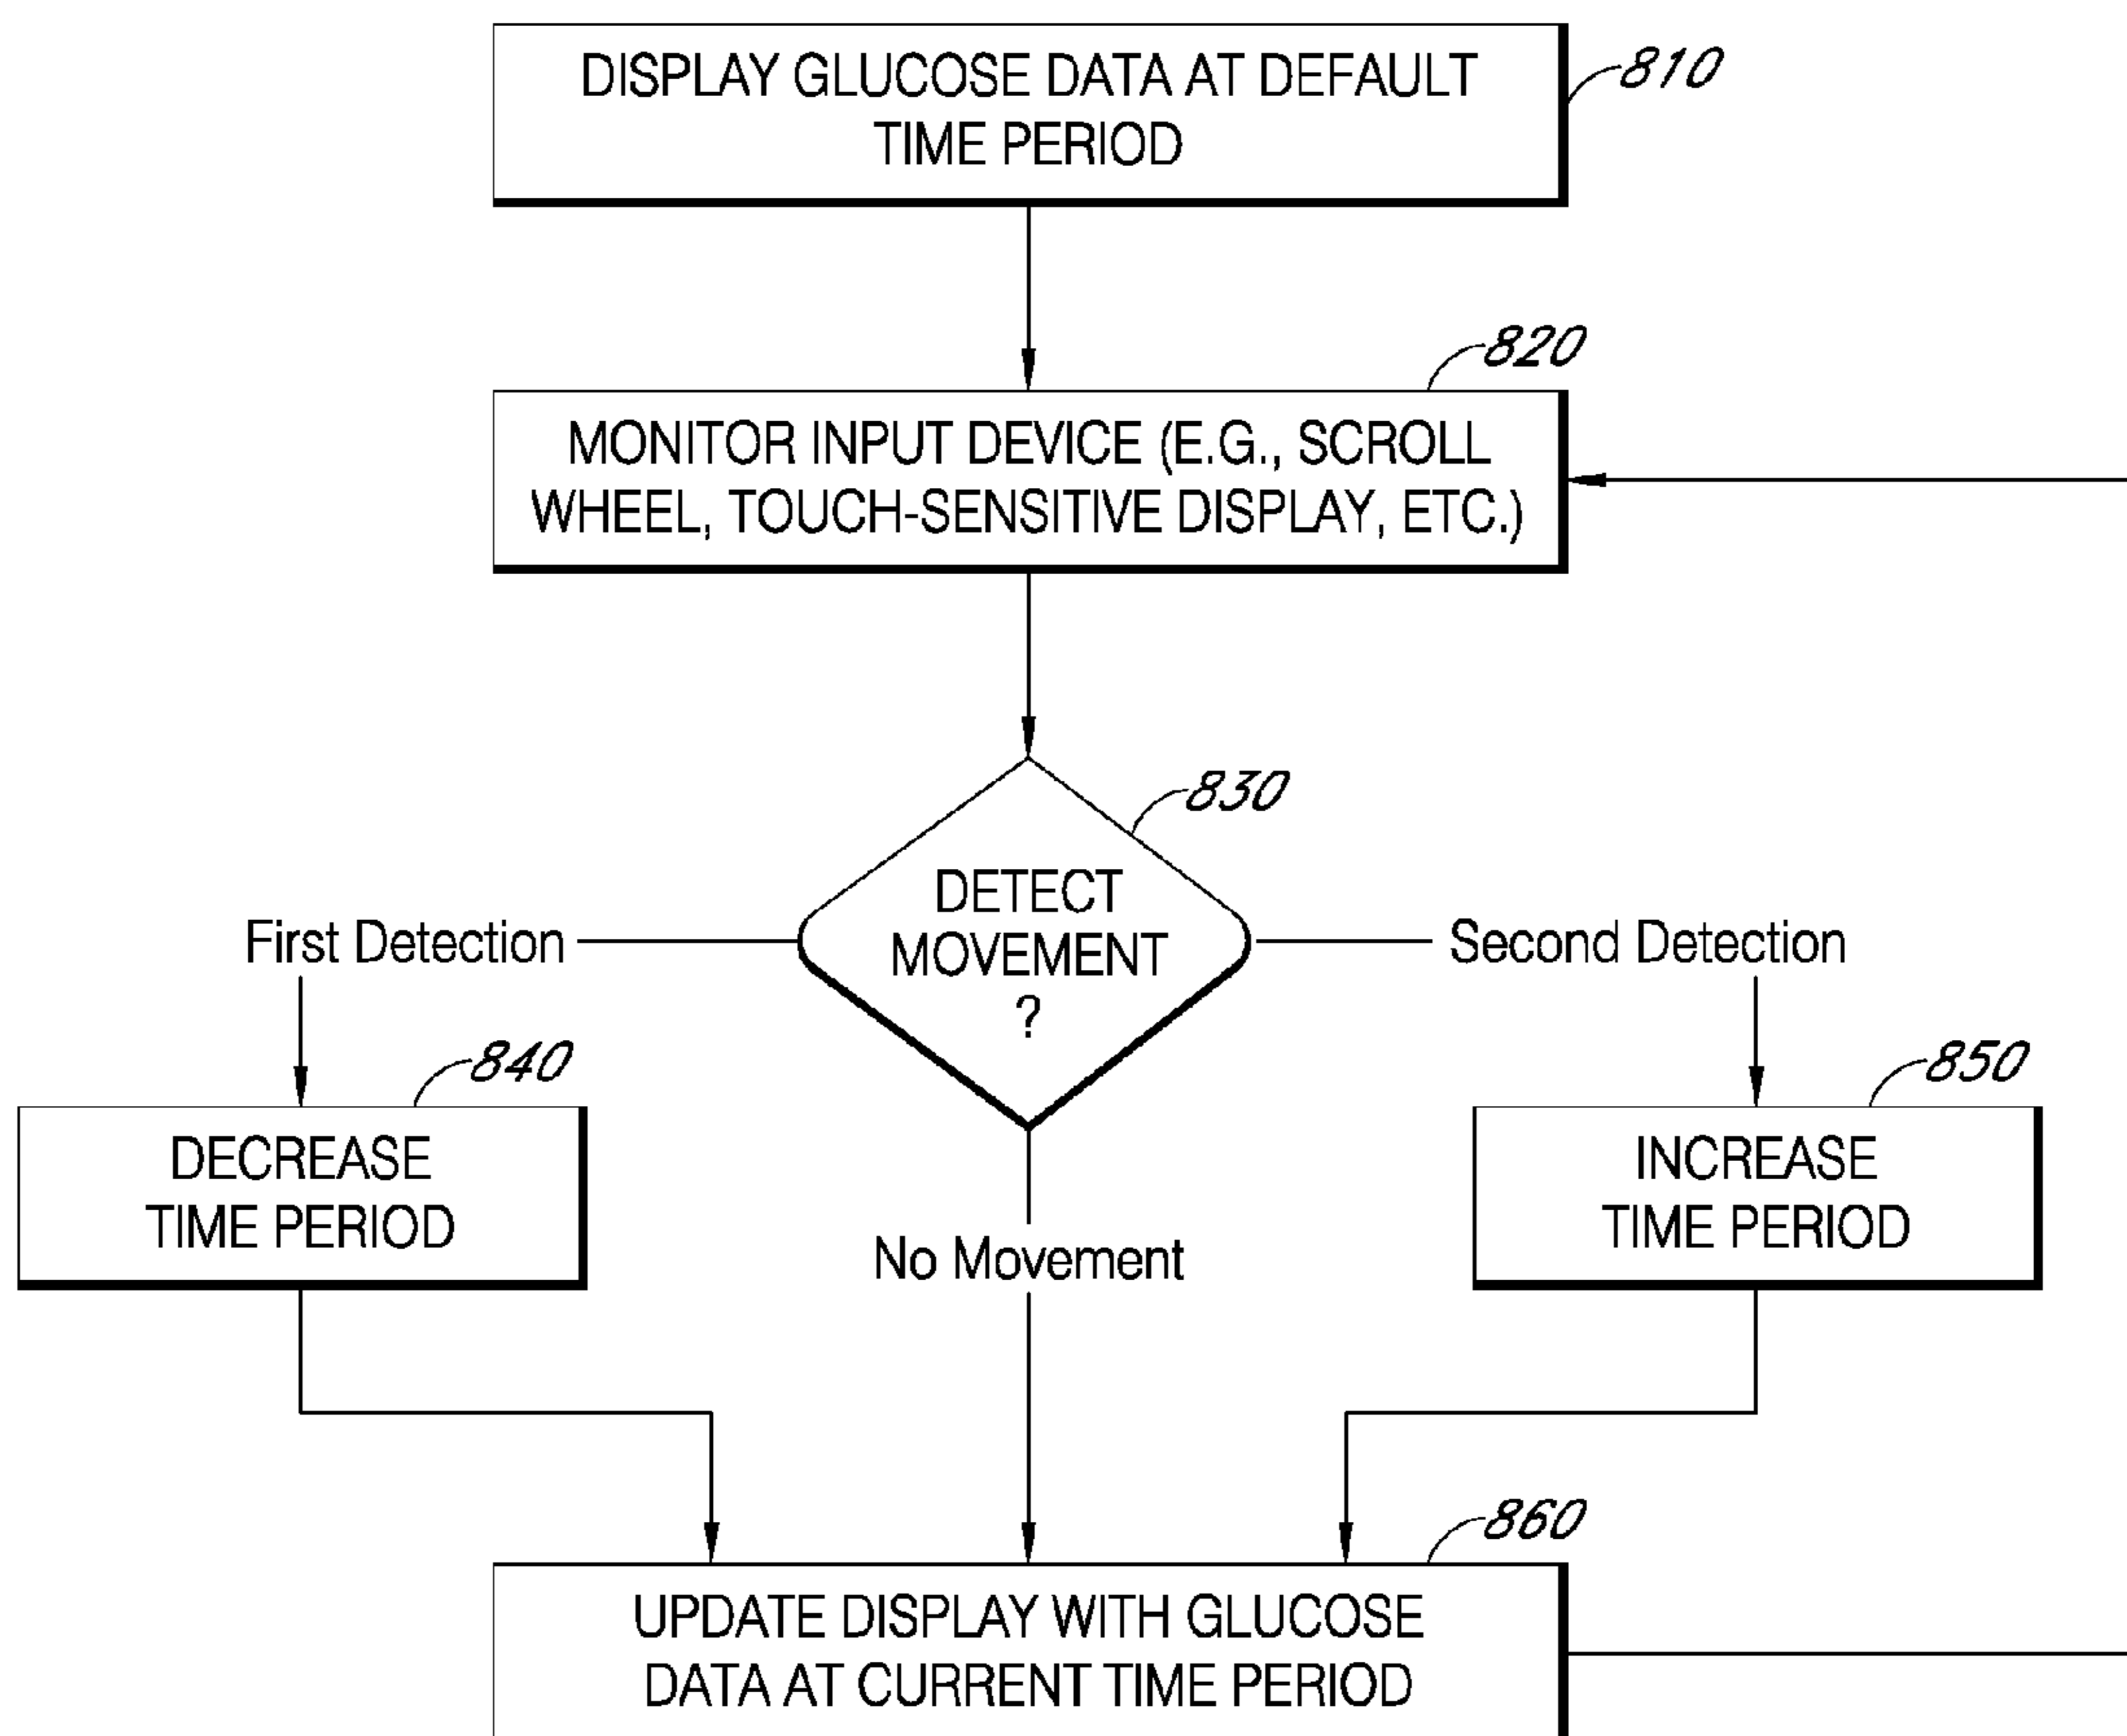 DISPLAY GLUCOSE DATA AT DEFAULT
TIME PERIOD
810
820
MONITOR INPUT DEVICE (E.G., SCROLL
WHEEL, TOUCH-SENSITIVE DISPLAY, ETC.)
830
DETECT
MOVEMENT
?
First Detection
Second Detection
840
850
DECREASE
TIME PERIOD
INCREASE
TIME PERIOD
No Movement
860
UPDATE DISPLAY WITH GLUCOSE
DATA AT CURRENT TIME PERIOD